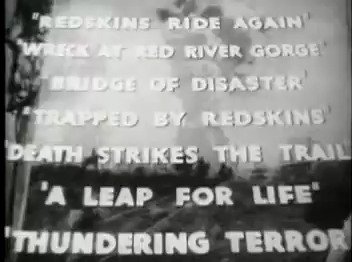 "REDSKINS RIDE AGAIN"
"WRECK AT RED RIVER GORGE"
"BRIDGE OF DISASTER"
"TRAPPED BY REDSKINS"
"DEATH STRIKES THE TRAIL"
"A LEAP FOR LIFE"
"THUNDERING TERROR"